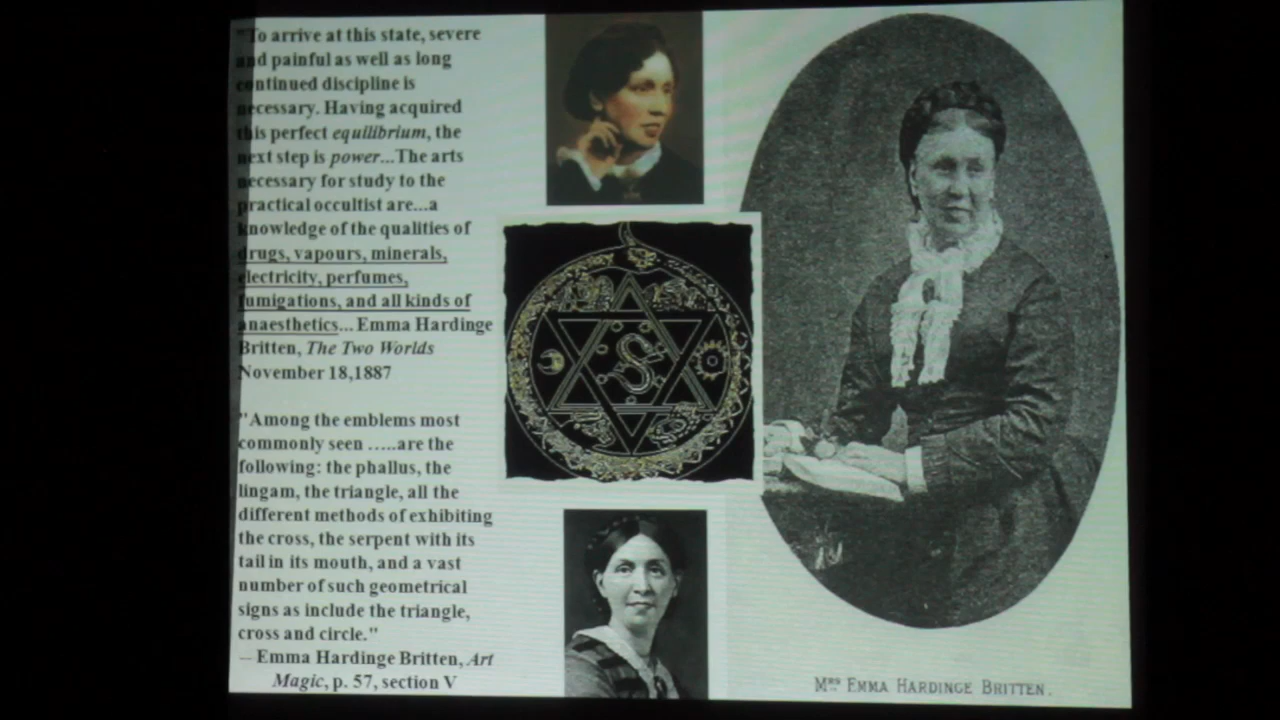 "To arrive at this state, severe
and painful as well as long
continued discipline is
necessary. Having acquired
this perfect equilibrium, the
next step is power...The arts
necessary for study to the
practical occultist are...a
knowledge of the qualities of
drugs, vapours, minerals,
electricity, perfumes,
fumigations, and all kinds of
anaesthetics... Emma Hardinge
Britten, The Two Worlds
November 18,1887
"Among the emblems most
commonly seen .....are the
following: the phallus, the
lingam, the triangle, all the
different methods of exhibiting
the cross, the serpent with its
tail in its mouth, and a vast
number of such geometrical
signs as include the triangle,
cross and circle."
— Emma Hardinge Britten, Art
Magic, p. 57, section V
MRS EMMA HARDINGE BRITTEN.